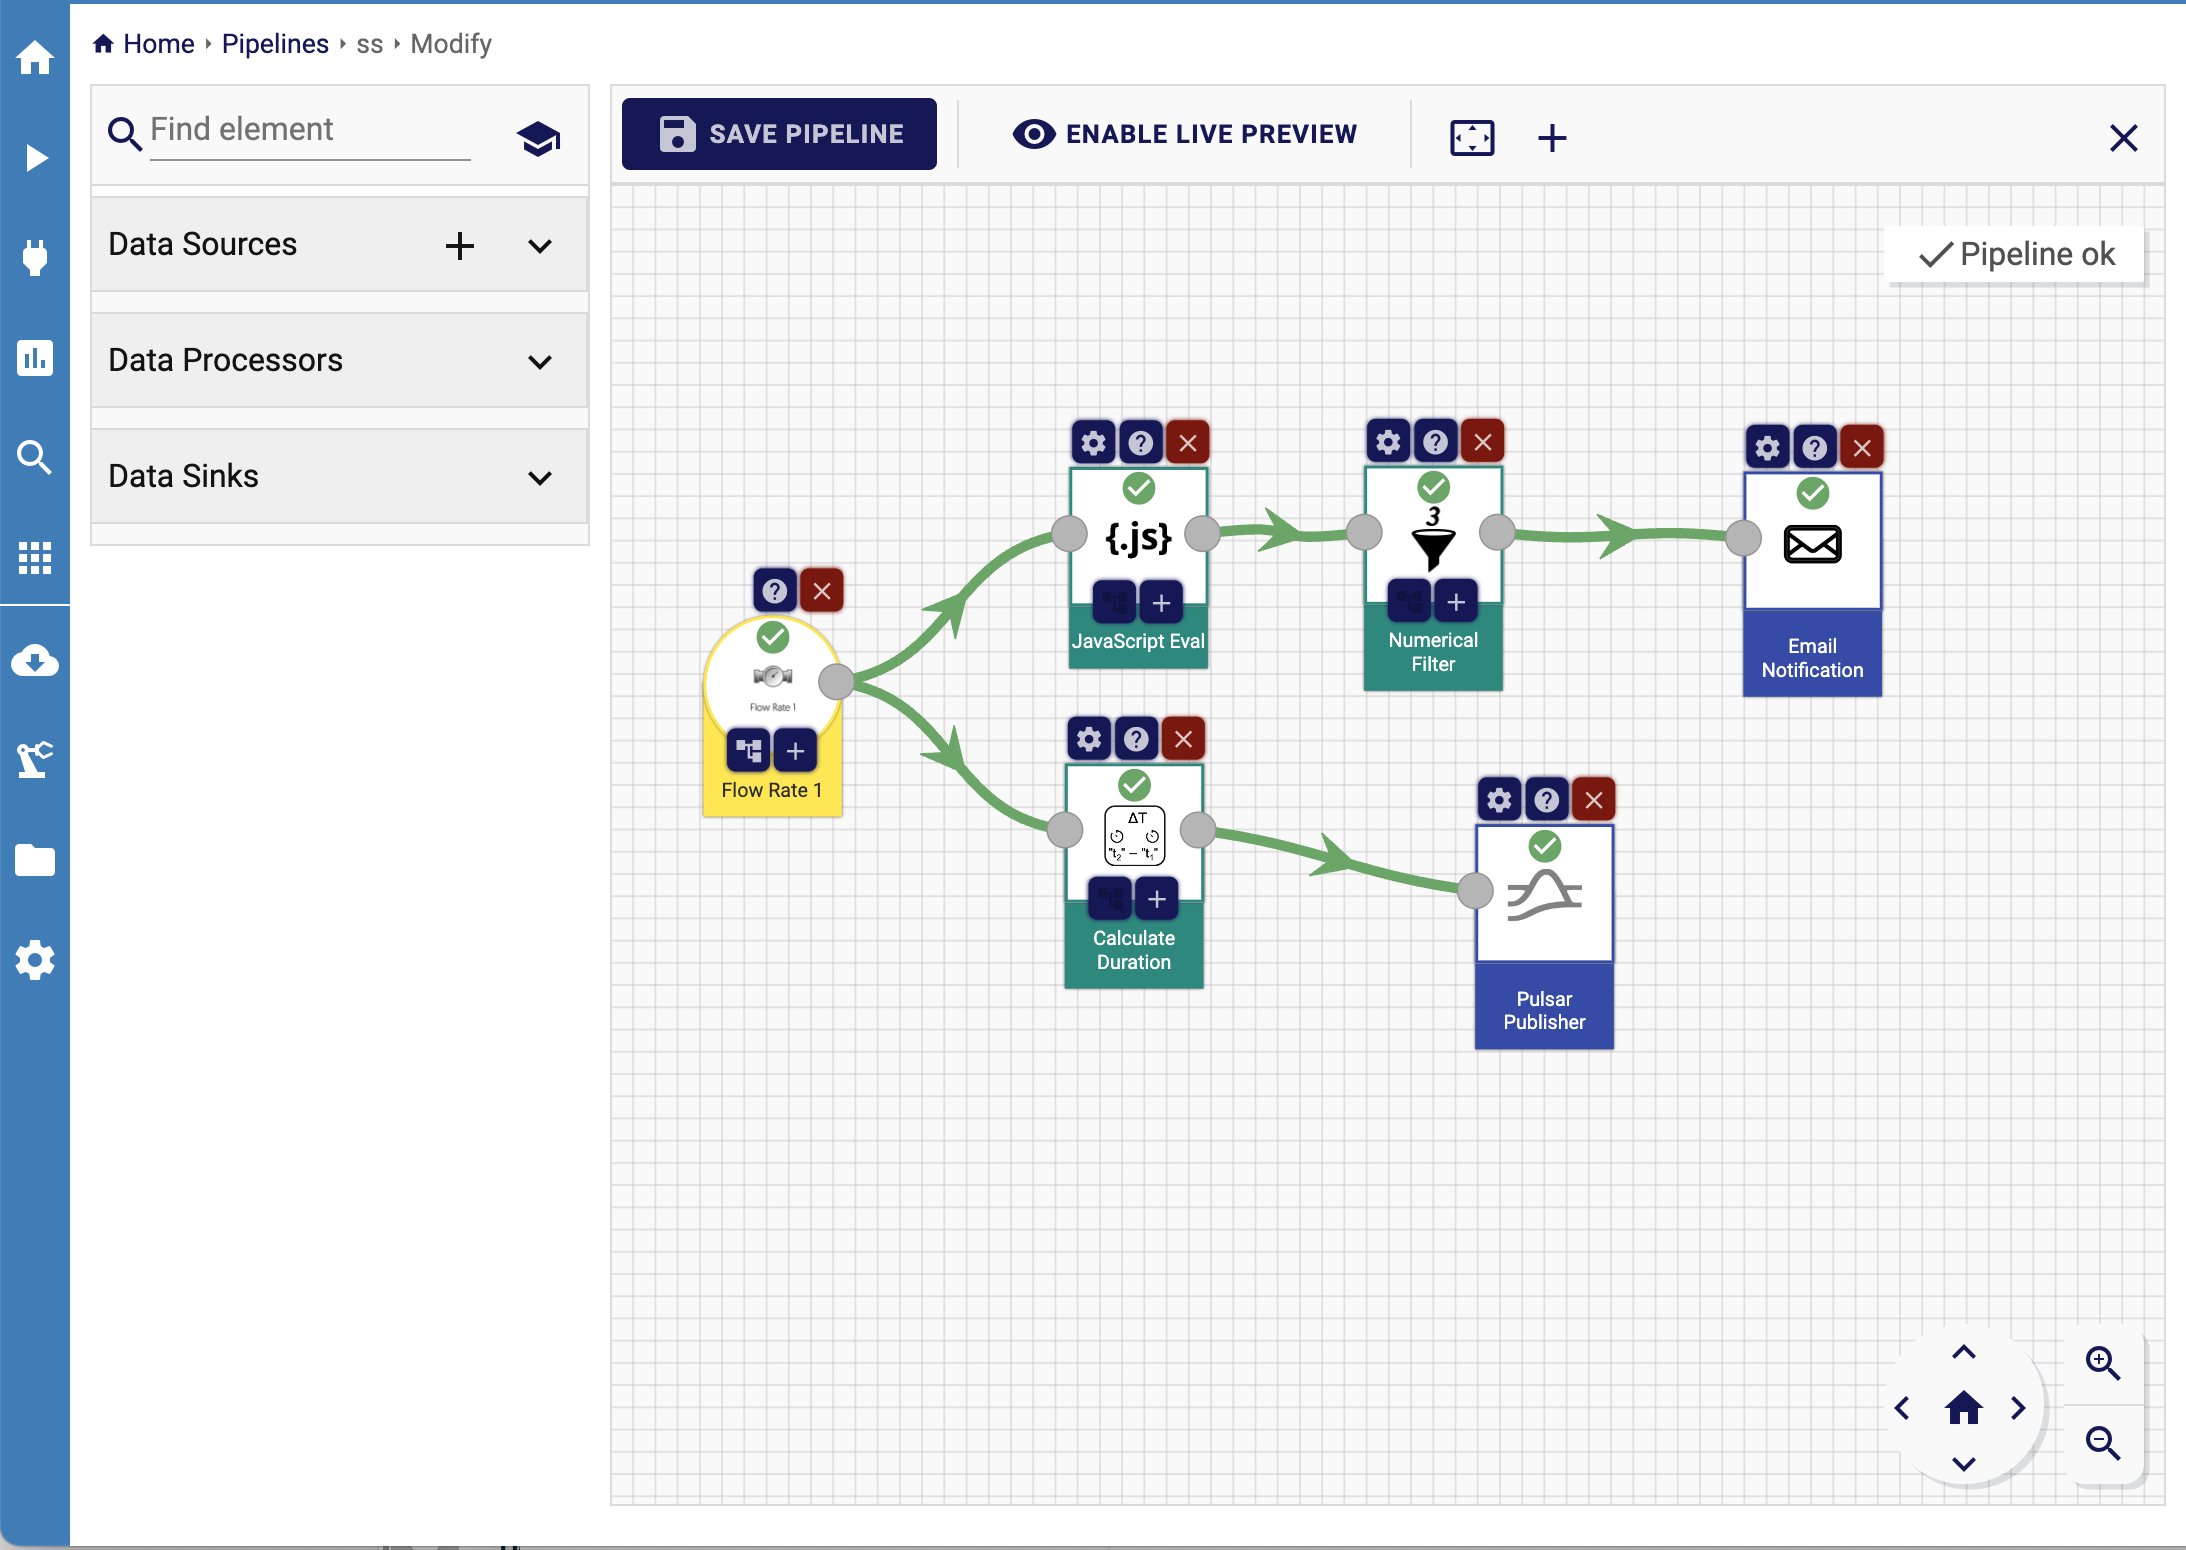 Home
Pipelines
ss
Modify
Find element
SAVE PIPELINE
ENABLE LIVE PREVIEW
Data Sources
Pipeline ok
Data Processors
Data Sinks
{.js}
JavaScript Eval
3
Numerical
Filter
Email
Notification
Flow Rate 1
Flow Rate 1
ΔT
"t₂" – "t₁"
Calculate
Duration
Pulsar
Publisher